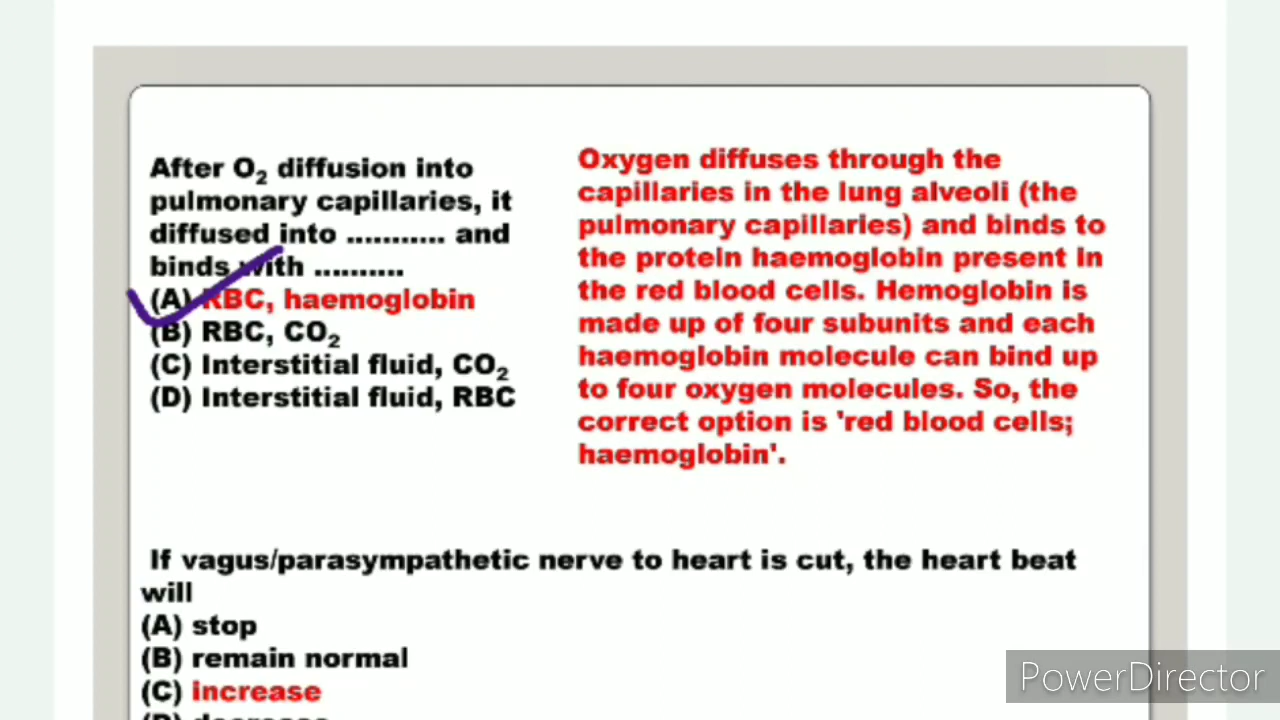 After O₂ diffusion into
pulmonary capillaries, it
diffused into ........... and
binds with ..........
(A) RBC, haemoglobin
(B) RBC, CO₂
(C) Interstitial fluid, CO₂
(D) Interstitial fluid, RBC
Oxygen diffuses through the
capillaries in the lung alveoli (the
pulmonary capillaries) and binds to
the protein haemoglobin present in
the red blood cells. Hemoglobin is
made up of four subunits and each
haemoglobin molecule can bind up
to four oxygen molecules. So, the
correct option is 'red blood cells;
haemoglobin'.
If vagus/parasympathetic nerve to heart is cut, the heart beat
will
(A) stop
(B) remain normal
(C) increase
(D) decrease
PowerDirector